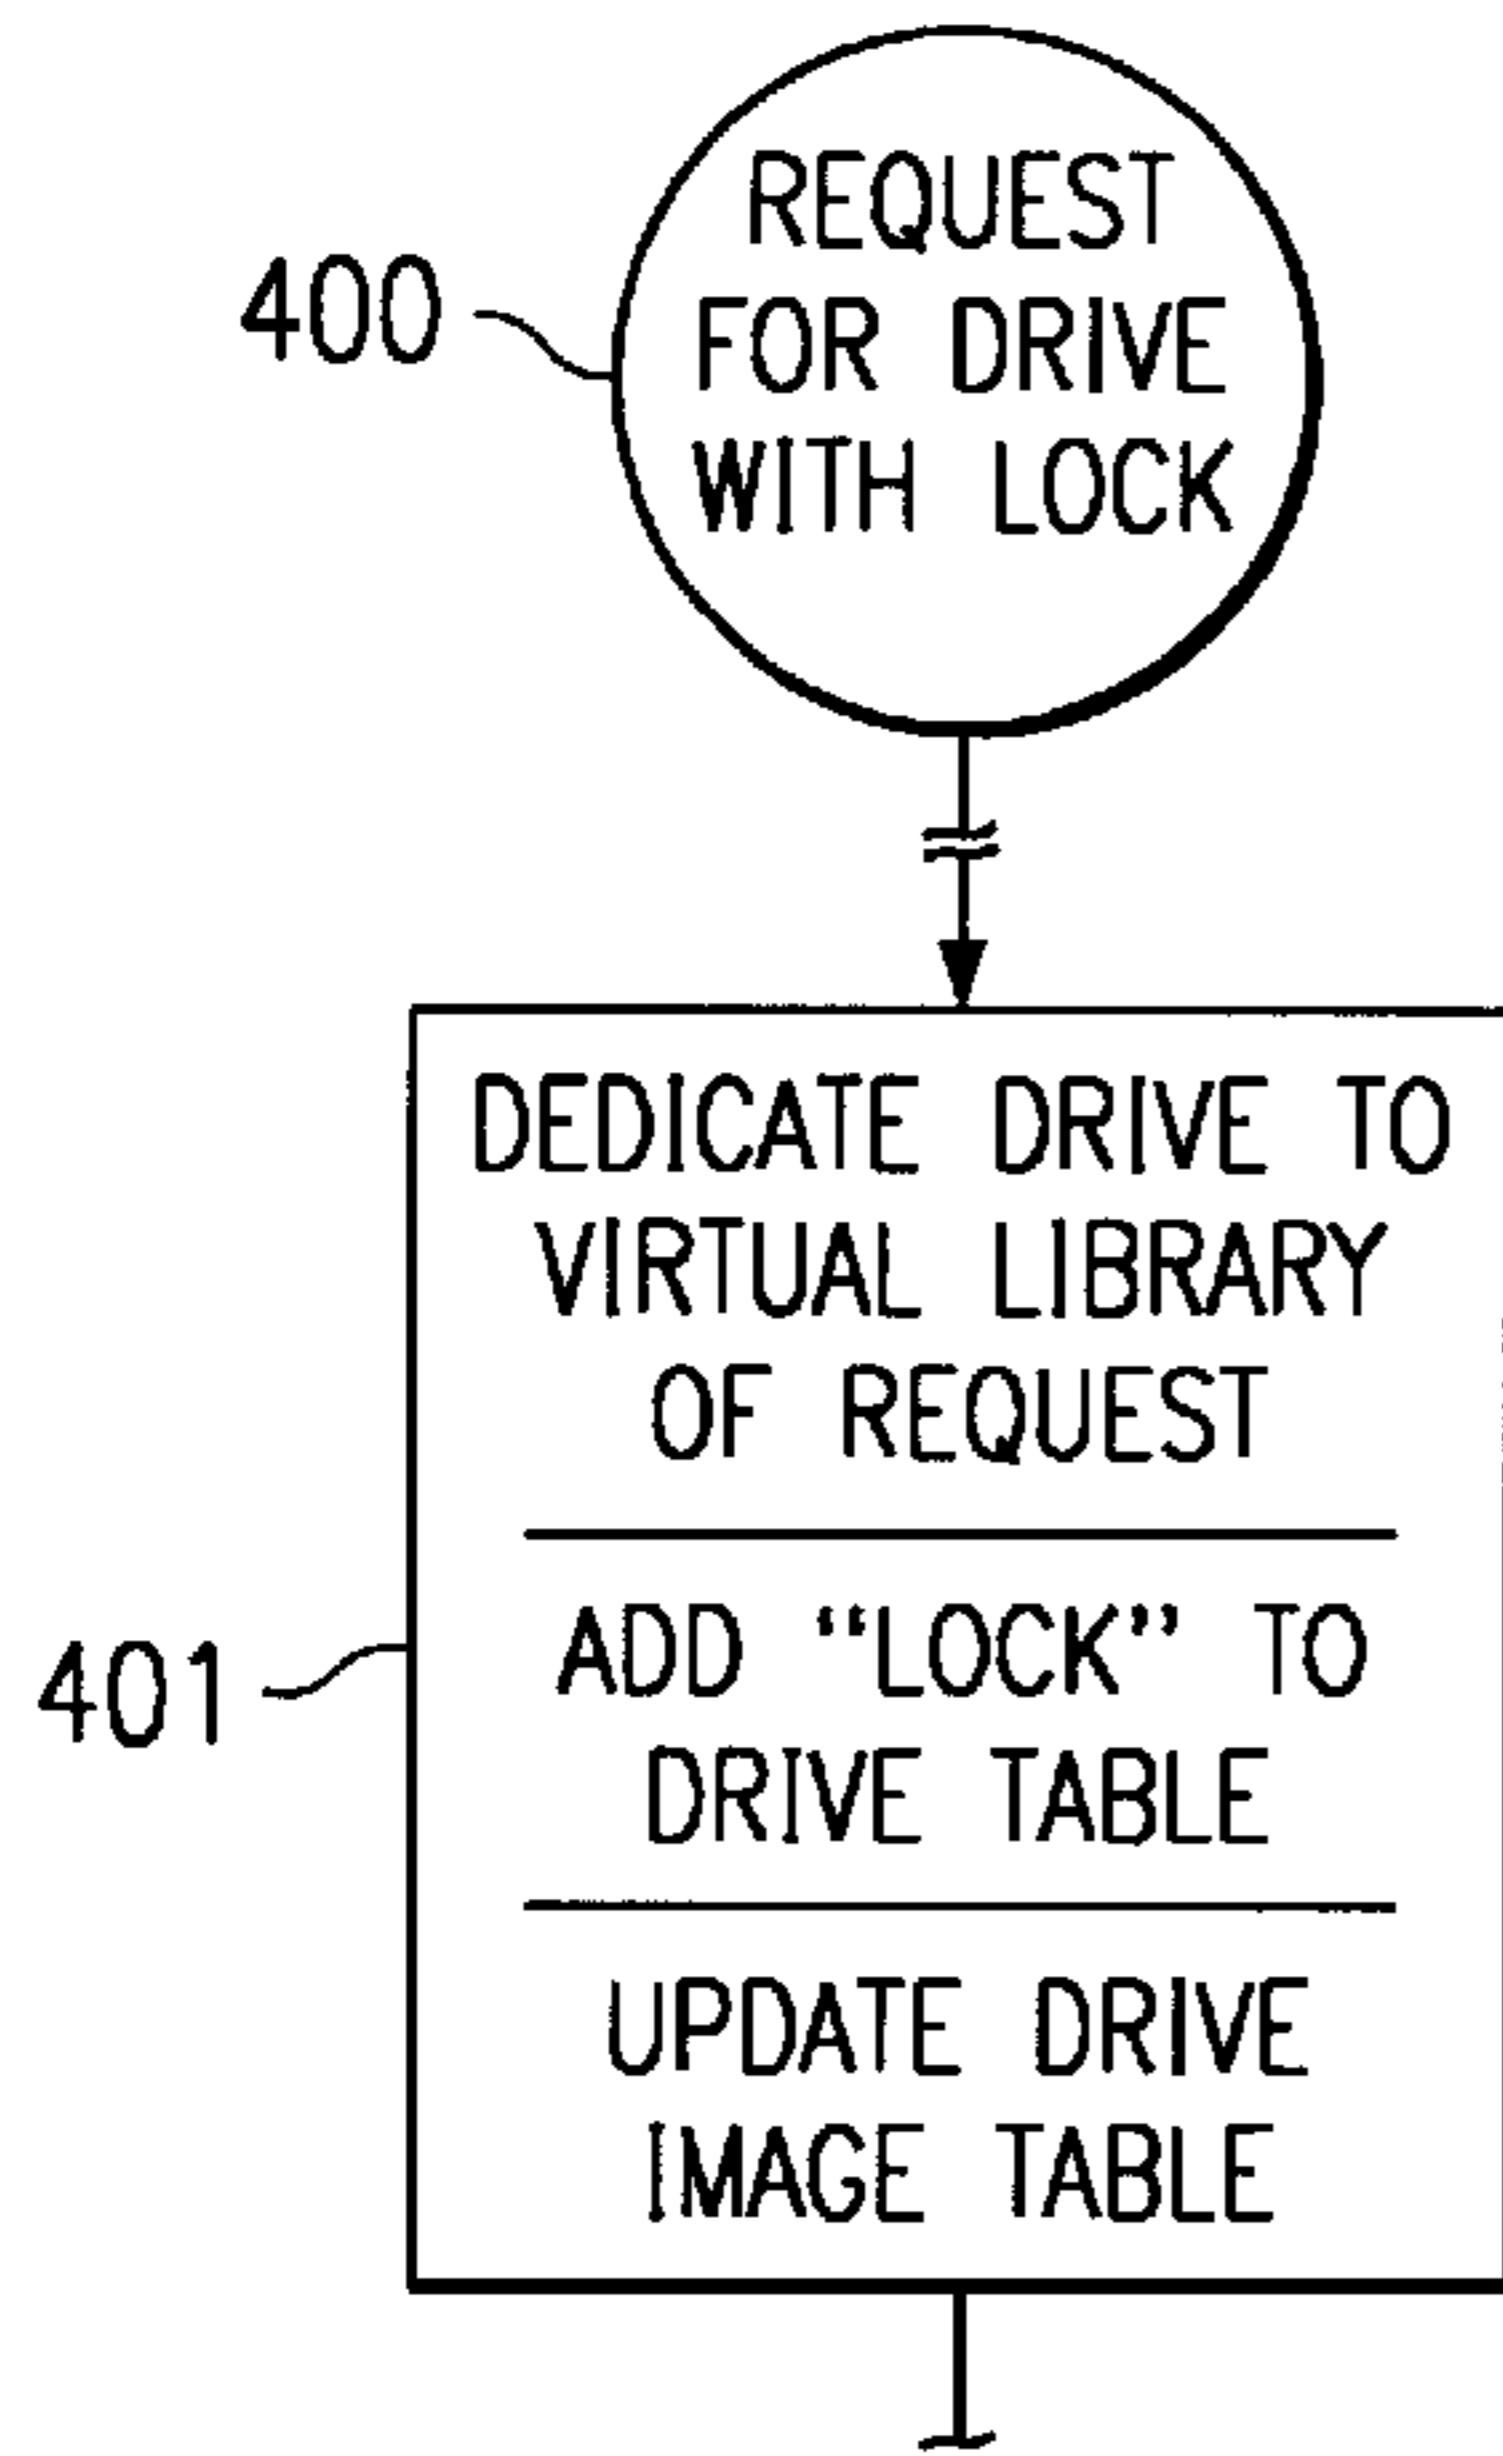 REQUEST
FOR DRIVE
WITH LOCK
400
DEDICATE DRIVE TO
VIRTUAL LIBRARY
OF REQUEST
ADD "LOCK" TO
DRIVE TABLE
401
UPDATE DRIVE
IMAGE TABLE